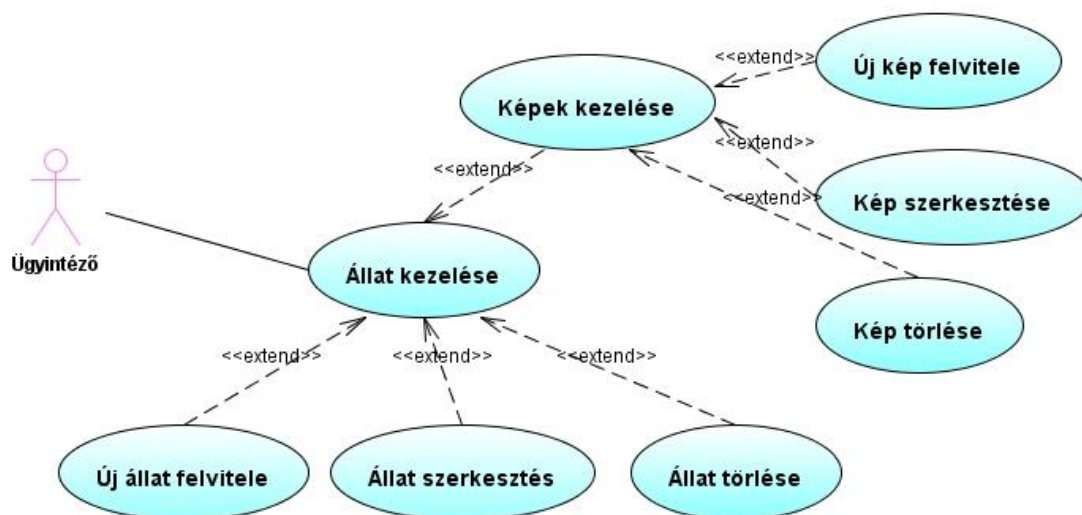 Új kép felvitele
<<extend>>
Képek kezelése
<<extend>>
<<extend>>
<<extend>>
Kép szerkesztése
Ügyintéző
Állat kezelése
Kép törlése
<<extend>>
<<extend>>
<<extend>>
Új állat felvitele
Állat szerkesztés
Állat törlése